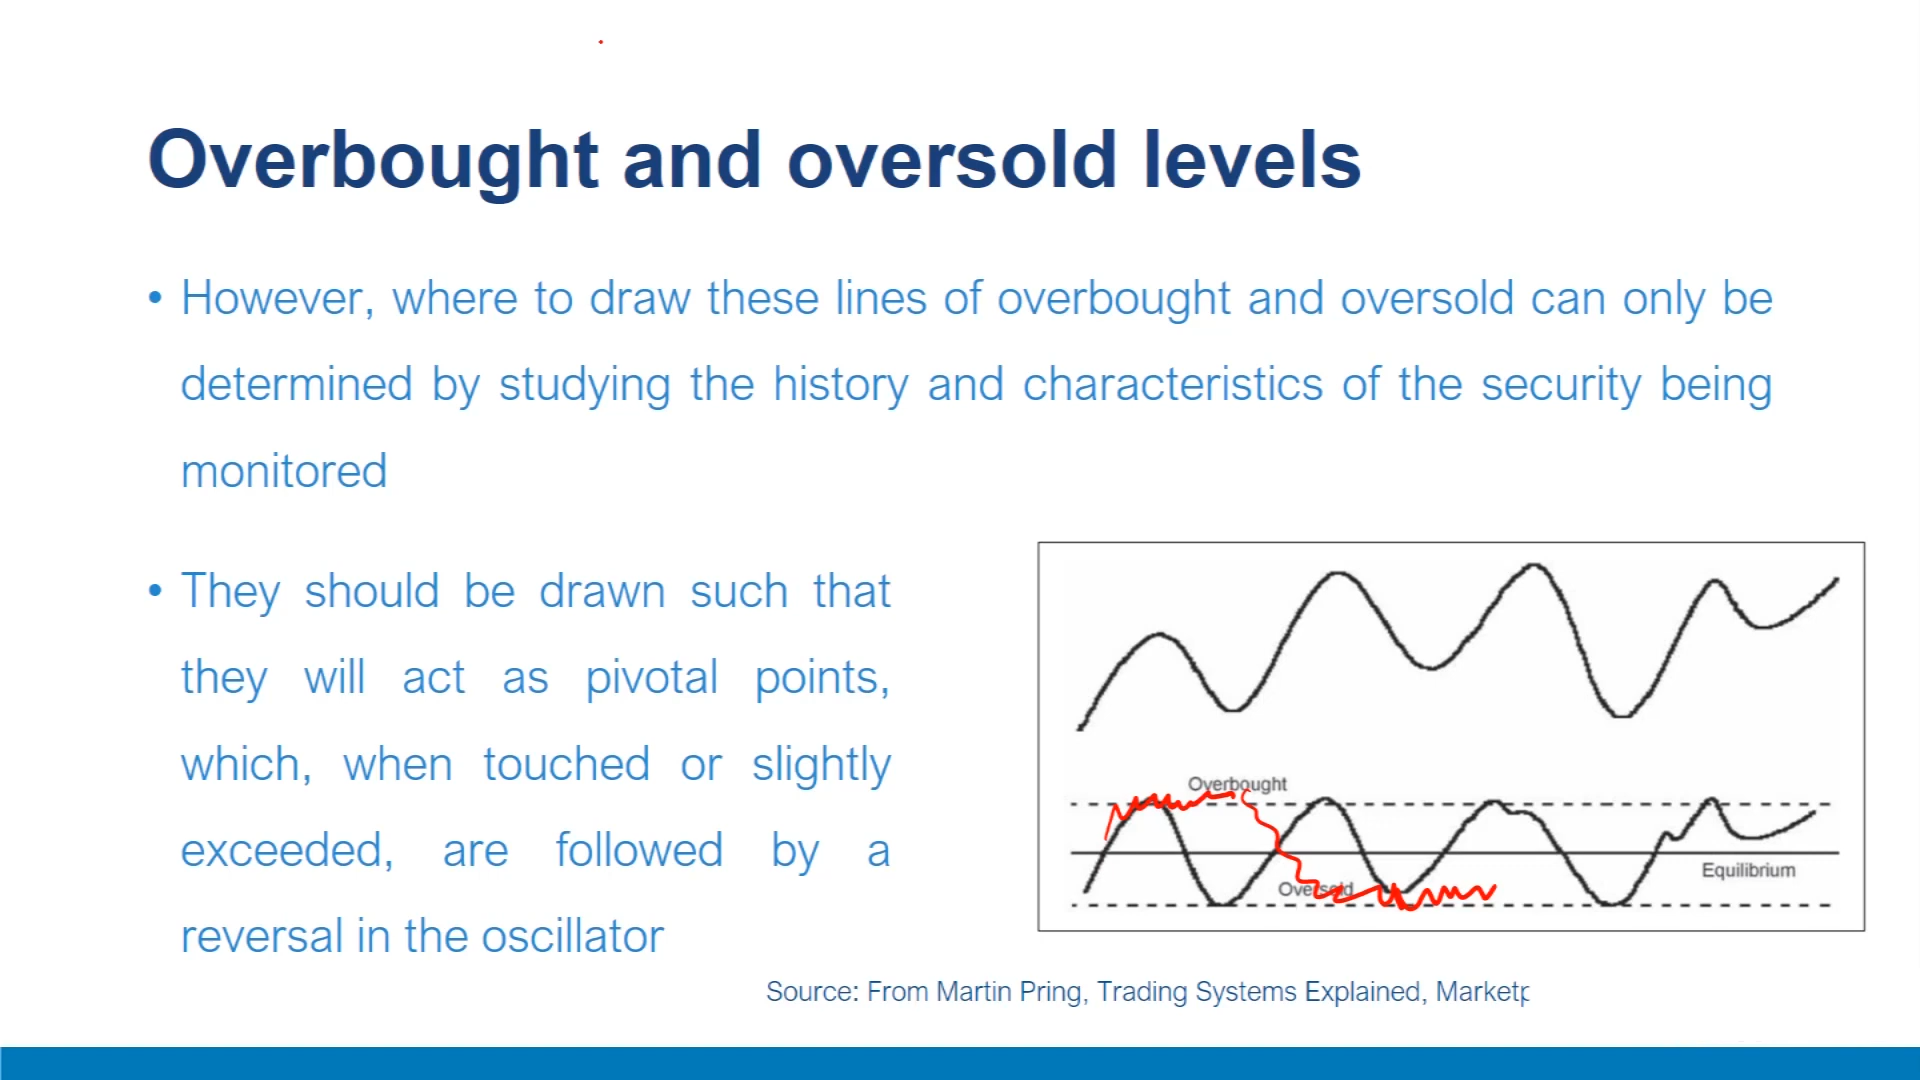 Overbought and oversold levels
• However, where to draw these lines of overbought and oversold can only be
determined by studying the history and characteristics of the security being
monitored
• They should be drawn such that
they will act as pivotal points,
which, when touched or slightly
exceeded, are followed by a
reversal in the oscillator
Overbought
Equilibrium
Oversold
Source: From Martin Pring, Trading Systems Explained, Marketp